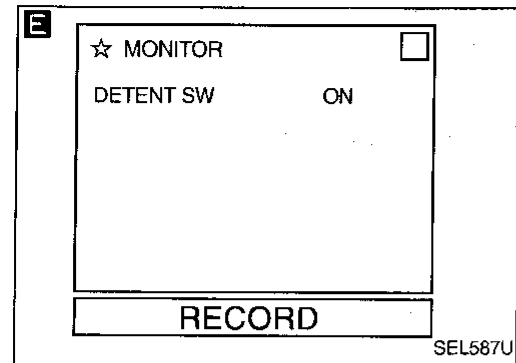 E
☆ MONITOR
DETENT SW ON
RECORD
SEL587U